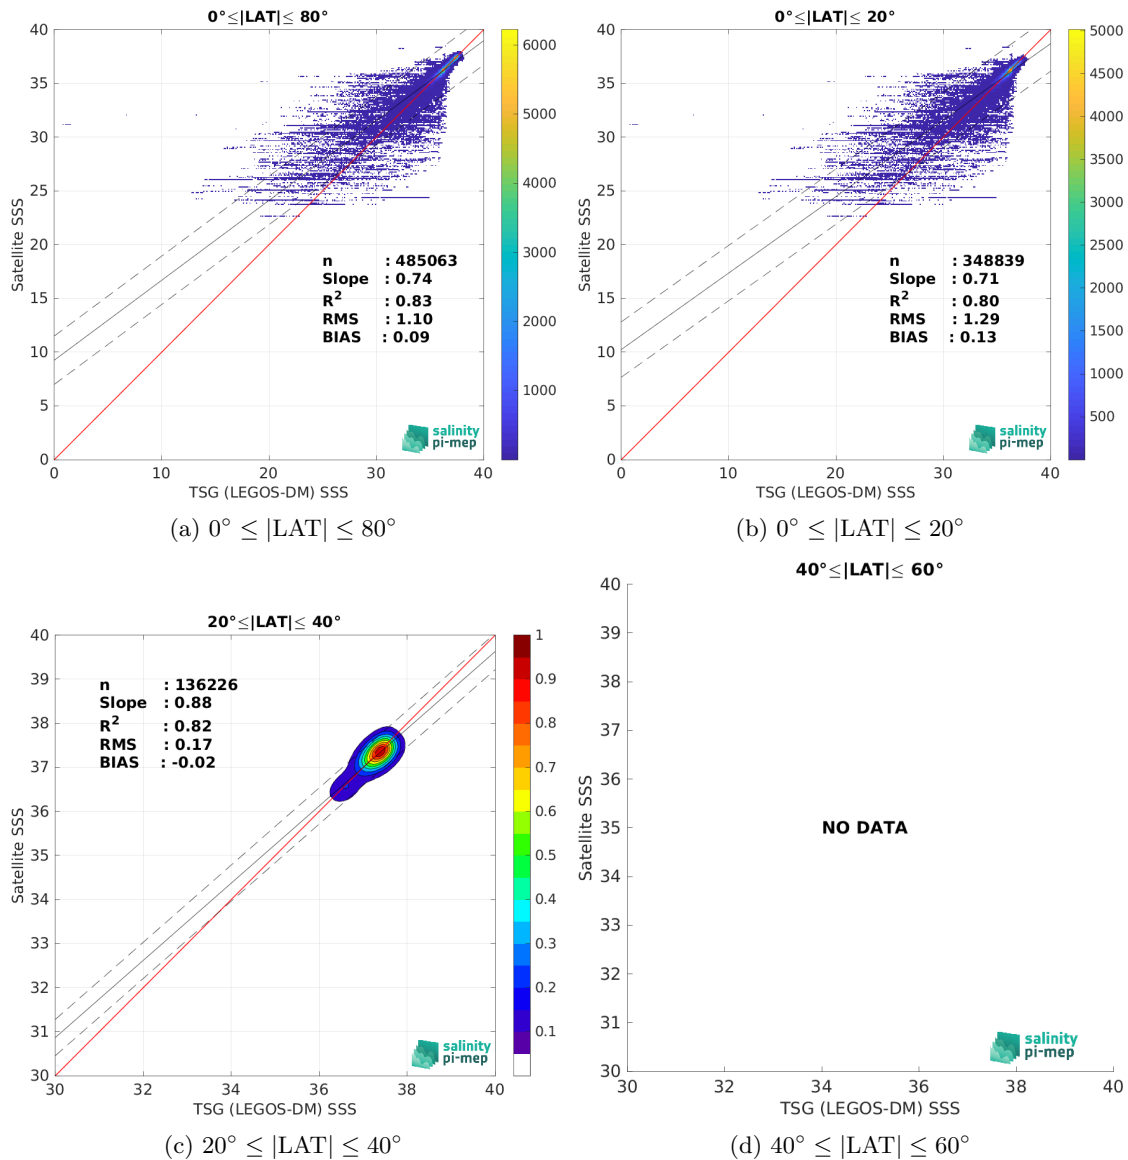 0°≤|LAT|≤ 80°
Satellite SSS
40
35
30
25
20
15
10
5
0
0
10
20
30
40
TSG (LEGOS-DM) SSS
n : 485063
Slope : 0.74
R² : 0.83
RMS : 1.10
BIAS : 0.09
salinity
pi-mep
6000
5000
4000
3000
2000
1000
(a) 0° ≤ |LAT| ≤ 80°
0°≤|LAT|≤ 20°
Satellite SSS
40
35
30
25
20
15
10
5
0
0
10
20
30
40
TSG (LEGOS-DM) SSS
n : 348839
Slope : 0.71
R² : 0.80
RMS : 1.29
BIAS : 0.13
salinity
pi-mep
5000
4500
4000
3500
3000
2500
2000
1500
1000
500
(b) 0° ≤ |LAT| ≤ 20°
20°≤|LAT|≤ 40°
Satellite SSS
40
39
38
37
36
35
34
33
32
31
30
30
32
34
36
38
40
TSG (LEGOS-DM) SSS
n : 136226
Slope : 0.88
R² : 0.82
RMS : 0.17
BIAS : -0.02
salinity
pi-mep
1
0.9
0.8
0.7
0.6
0.5
0.4
0.3
0.2
0.1
(c) 20° ≤ |LAT| ≤ 40°
40°≤|LAT|≤ 60°
Satellite SSS
40
39
38
37
36
35
34
33
32
31
30
30
32
34
36
38
40
TSG (LEGOS-DM) SSS
NO DATA
salinity
pi-mep
(d) 40° ≤ |LAT| ≤ 60°